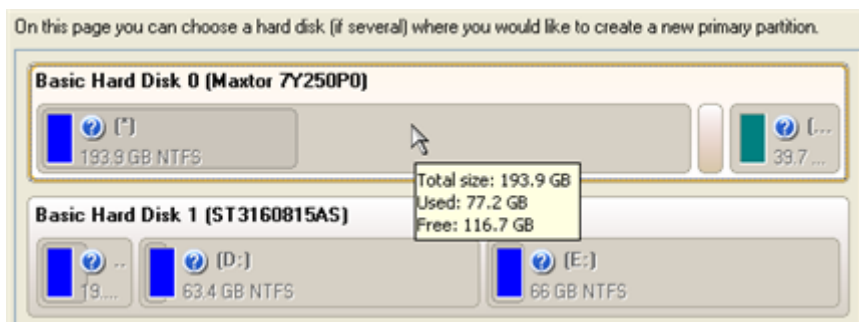 On this page you can choose a hard disk (if several) where you would like to create a new primary partition.
Basic Hard Disk 0 (Maxtor 7Y250P0)
(*)
193.9 GB NTFS
(...
39.7 ...
Total size: 193.9 GB
Used: 77.2 GB
Free: 116.7 GB
Basic Hard Disk 1 (ST3160815AS)
..
19....
(D:)
63.4 GB NTFS
(E:)
66 GB NTFS